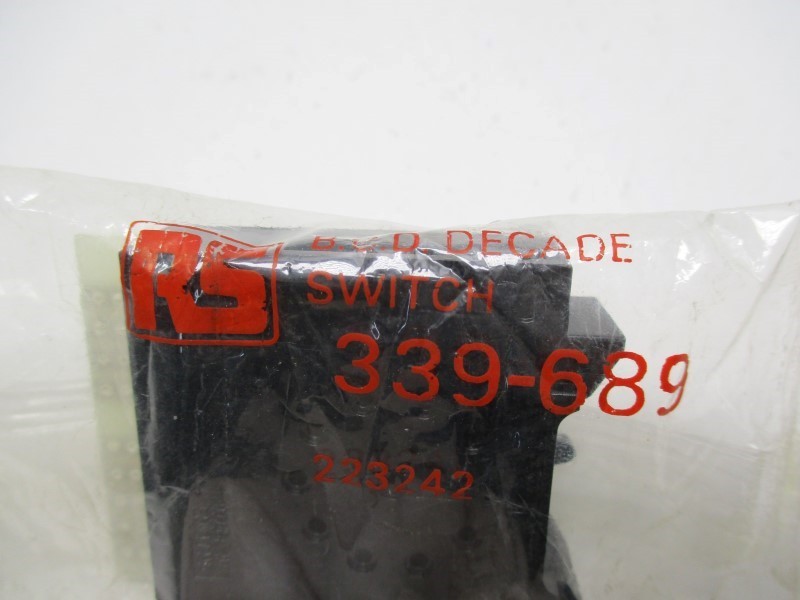 RS
B.C.D. DECADE
SWITCH
339-689
223242